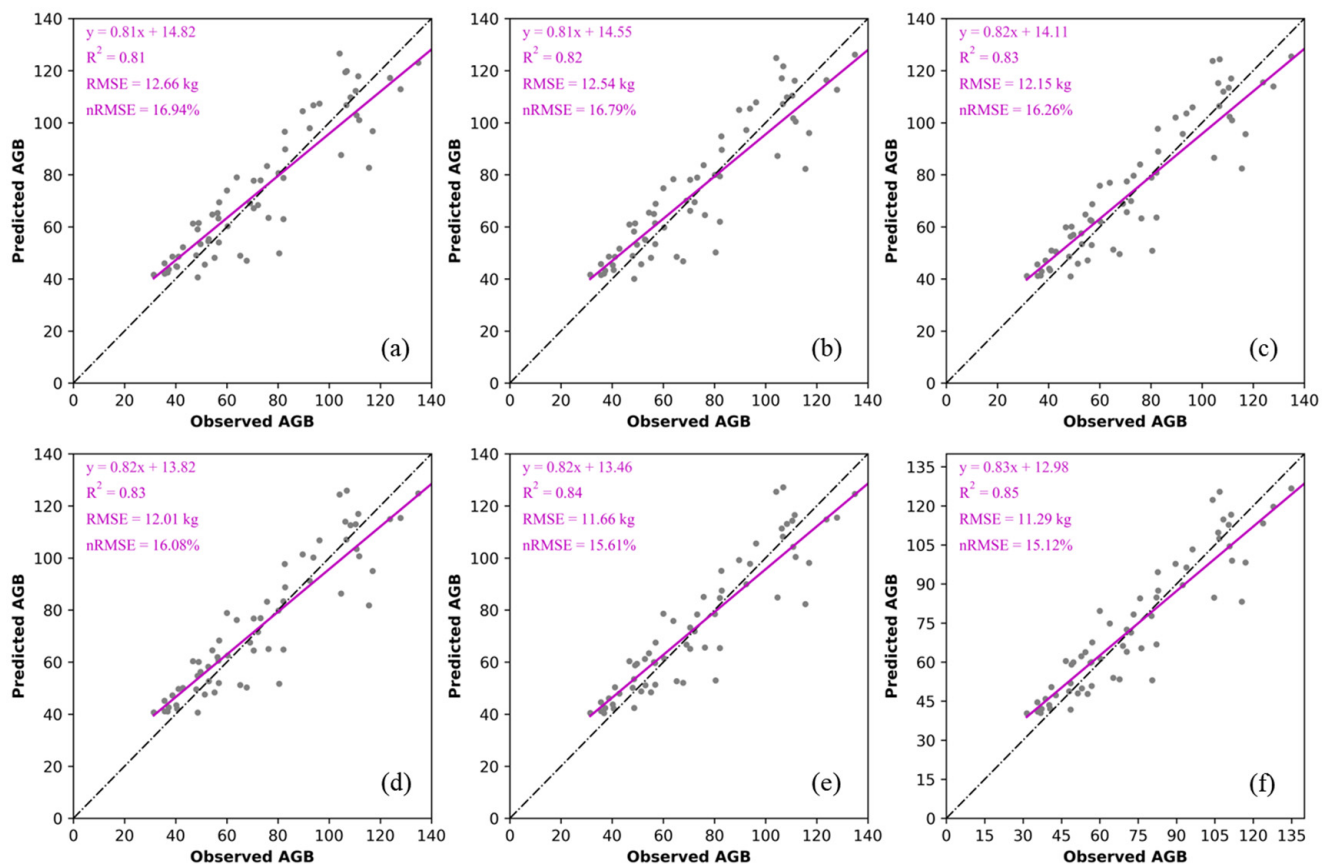 y = 0.81x + 14.82
R² = 0.81
RMSE = 12.66 kg
nRMSE = 16.94%
140
120
100
80
60
40
20
0
Predicted AGB
(a)
0 20 40 60 80 100 120 140
Observed AGB
y = 0.81x + 14.55
R² = 0.82
RMSE = 12.54 kg
nRMSE = 16.79%
140
120
100
80
60
40
20
0
Predicted AGB
(b)
0 20 40 60 80 100 120 140
Observed AGB
y = 0.82x + 14.11
R² = 0.83
RMSE = 12.15 kg
nRMSE = 16.26%
140
120
100
80
60
40
20
0
Predicted AGB
(c)
0 20 40 60 80 100 120 140
Observed AGB
y = 0.82x + 13.82
R² = 0.83
RMSE = 12.01 kg
nRMSE = 16.08%
140
120
100
80
60
40
20
0
Predicted AGB
(d)
0 20 40 60 80 100 120 140
Observed AGB
y = 0.82x + 13.46
R² = 0.84
RMSE = 11.66 kg
nRMSE = 15.61%
140
120
100
80
60
40
20
0
Predicted AGB
(e)
0 20 40 60 80 100 120 140
Observed AGB
y = 0.83x + 12.98
R² = 0.85
RMSE = 11.29 kg
nRMSE = 15.12%
135
120
105
90
75
60
45
30
15
0
Predicted AGB
(f)
0 15 30 45 60 75 90 105 120 135
Observed AGB